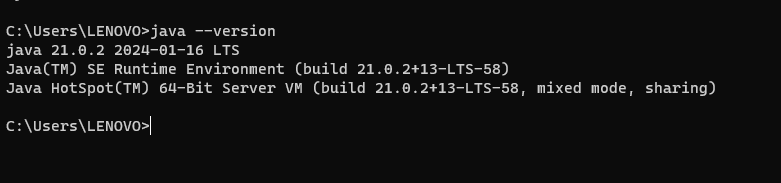 C:\Users\LENOVO>java --version
java 21.0.2 2024-01-16 LTS
Java(TM) SE Runtime Environment (build 21.0.2+13-LTS-58)
Java HotSpot(TM) 64-Bit Server VM (build 21.0.2+13-LTS-58, mixed mode, sharing)
C:\Users\LENOVO>